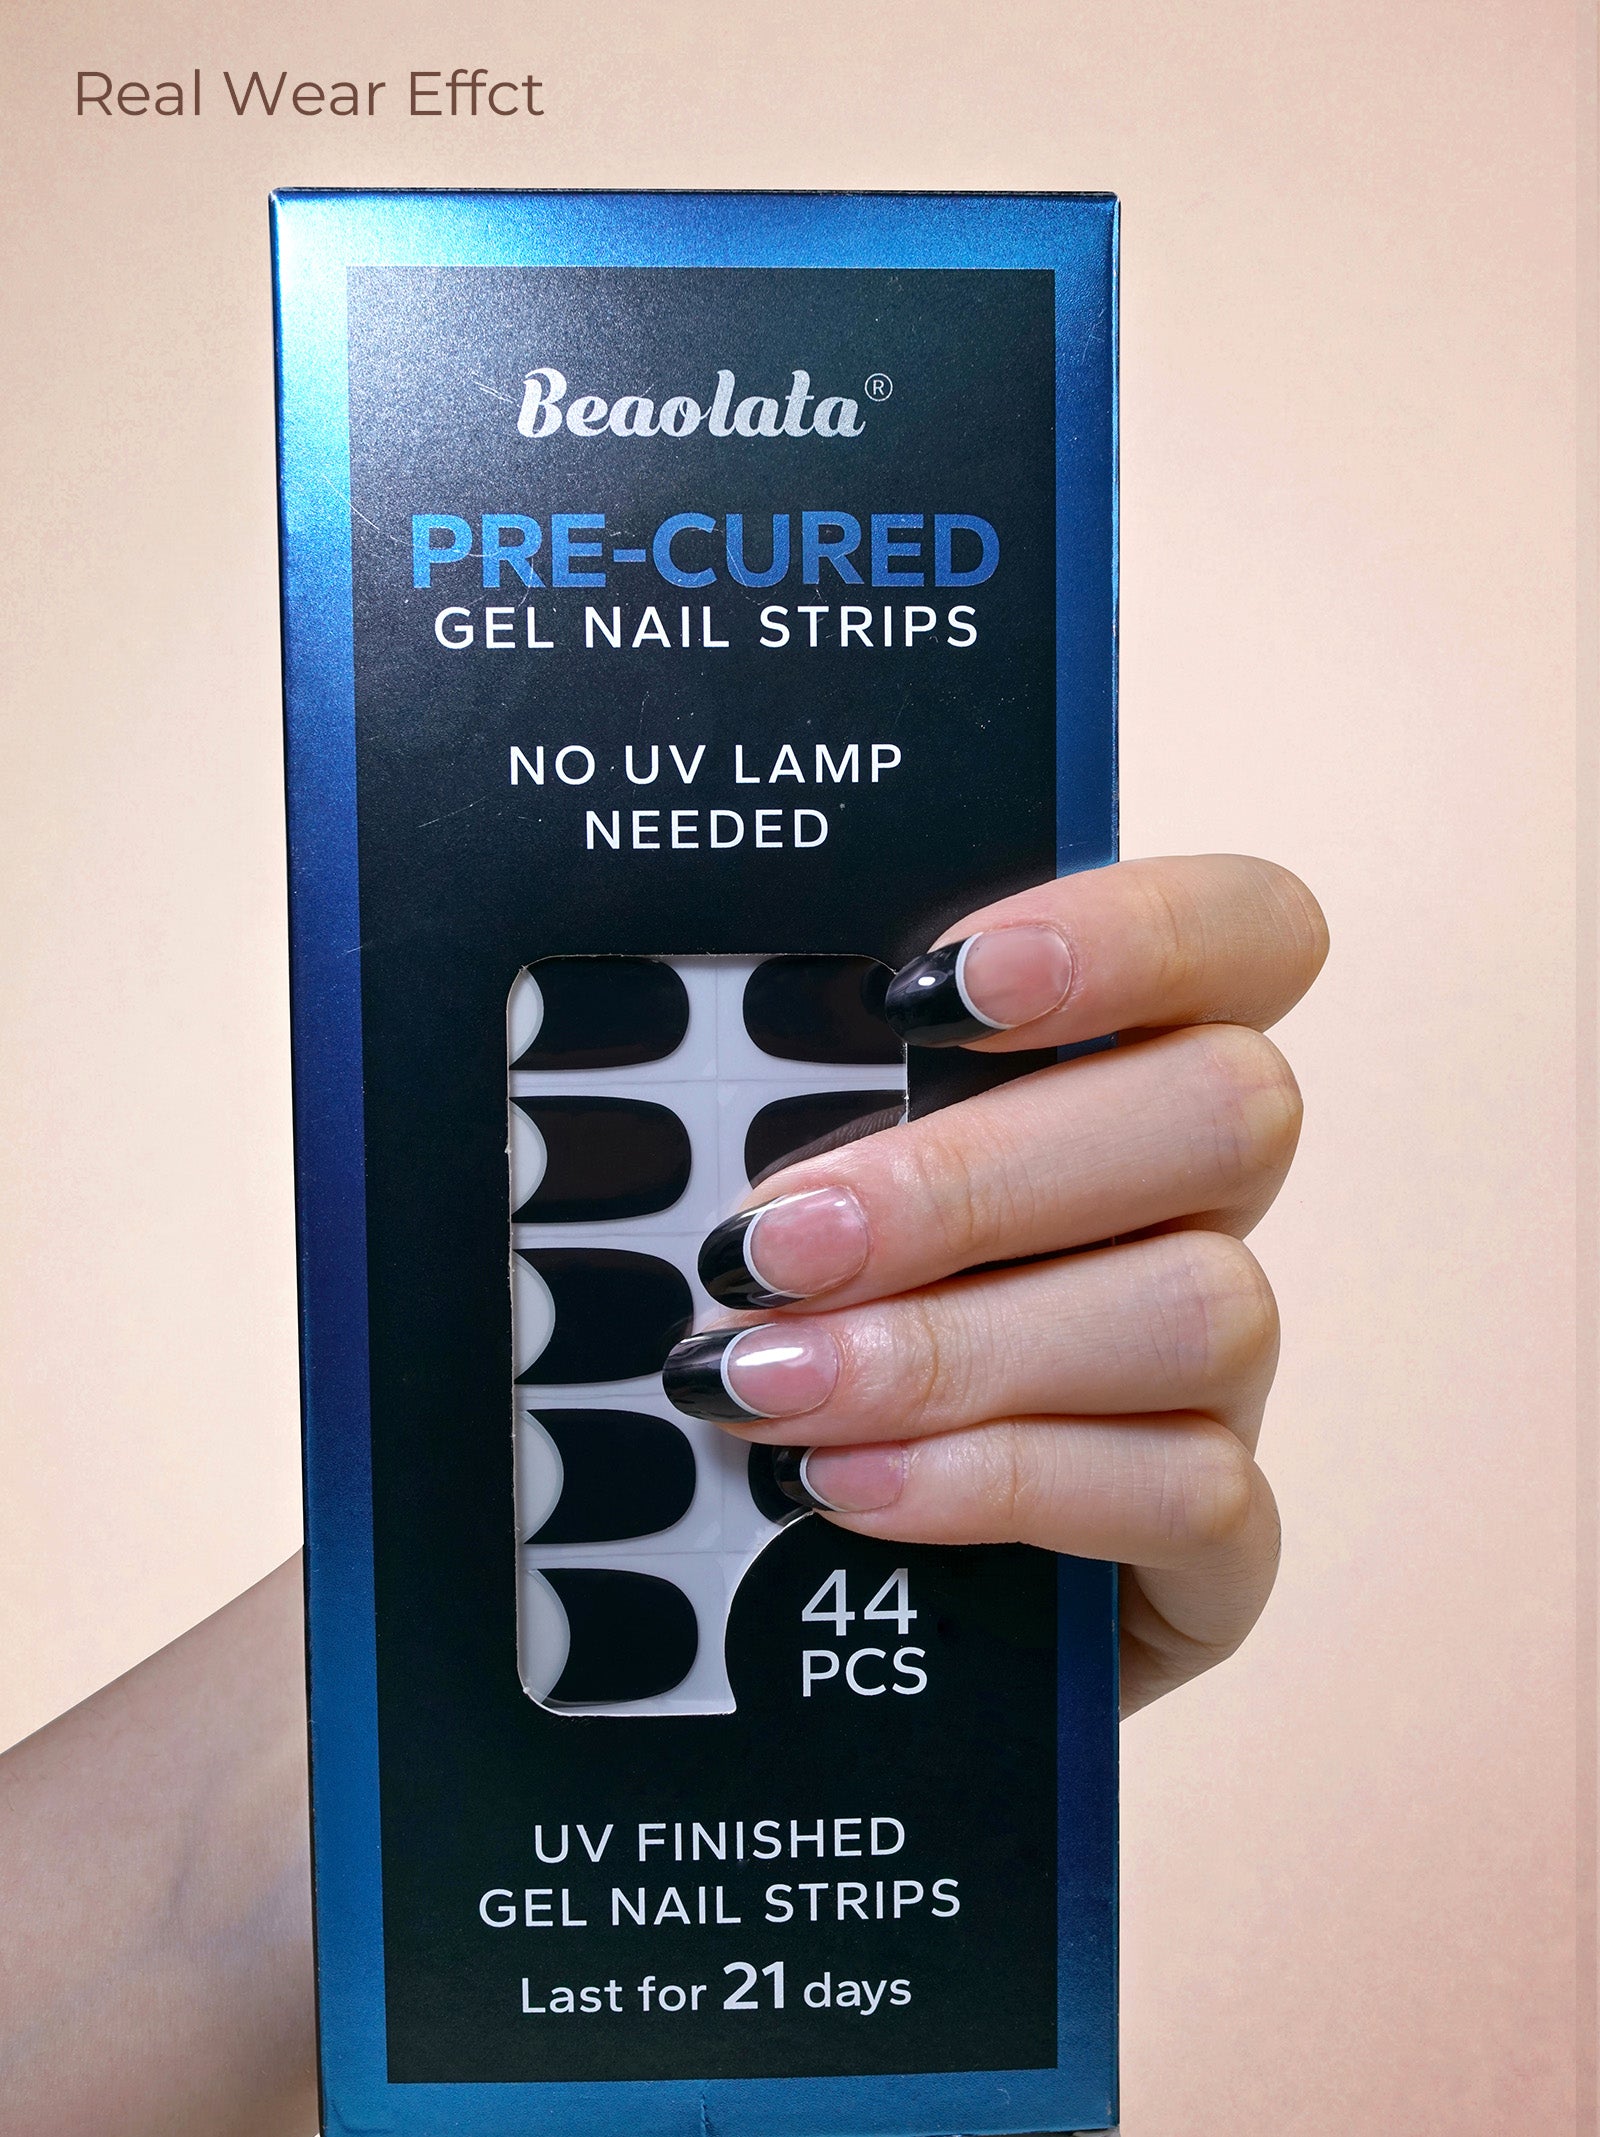 Real Wear Effct
Beaolata®
PRE-CURED
GEL NAIL STRIPS
NO UV LAMP
NEEDED
44
PCS
UV FINISHED
GEL NAIL STRIPS
Last for 21 days